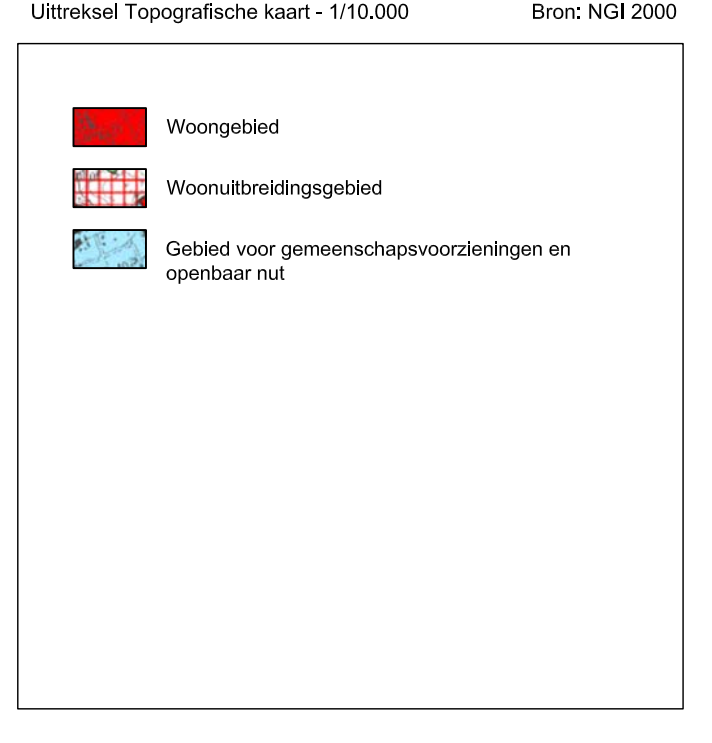 Uittreksel Topografische kaart - 1/10.000 Bron: NGI 2000
Woongebied
Woonuitbreidingsgebied
Gebied voor gemeenschapsvoorzieningen en
openbaar nut